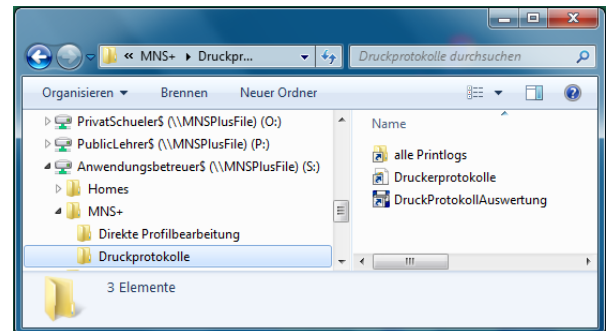 « MNS+ ▸ Druckpr...
Druckprotokolle durchsuchen
Organisieren
Brennen
Neuer Ordner
PrivatSchueler$ (\\MNSPlusFile) (O:)
PublicLehrer$ (\\MNSPlusFile) (P:)
Anwendungsbetreuer$ (\\MNSPlusFile) (S:)
Homes
MNS+
Direkte Profilbearbeitung
Druckprotokolle
Name
alle Printlogs
Druckerprotokolle
DruckProtokollAuswertung
3 Elemente